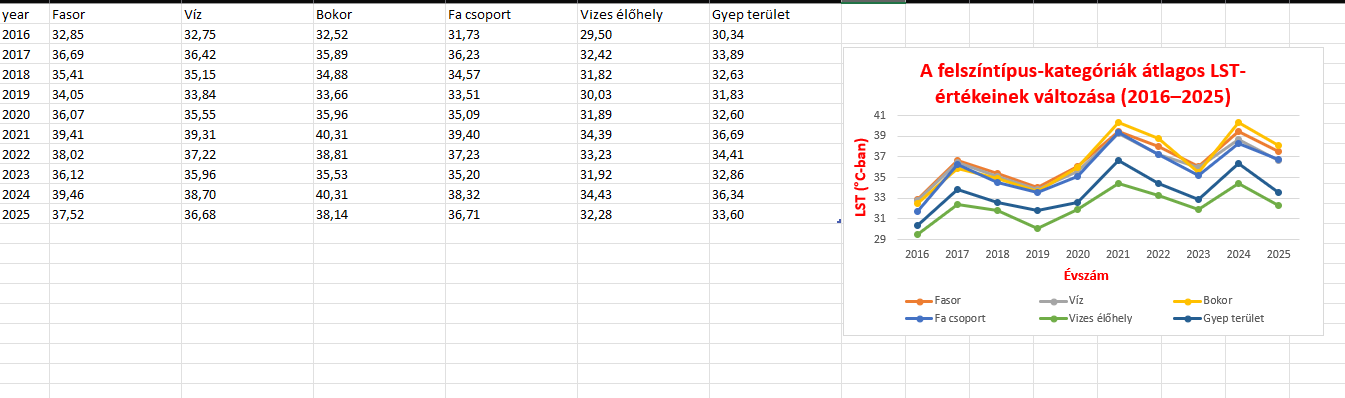 year Fasor Víz Bokor Fa csoport Vizes élőhely Gyep terület
2016 32,85 32,75 32,52 31,73 29,50 30,34
2017 36,69 36,42 35,89 36,23 32,42 33,89
2018 35,41 35,15 34,88 34,57 31,82 32,63
2019 34,05 33,84 33,66 33,51 30,03 31,83
2020 36,07 35,55 35,96 35,09 31,89 32,60
2021 39,41 39,31 40,31 39,40 34,39 36,69
2022 38,02 37,22 38,81 37,23 33,23 34,41
2023 36,12 35,96 35,53 35,20 31,92 32,86
2024 39,46 38,70 40,31 38,32 34,43 36,34
2025 37,52 36,68 38,14 36,71 32,28 33,60
A felszíntípus-kategóriák átlagos LST-
értékeinek változása (2016–2025)
LST (°C-ban)
41
39
37
35
33
31
29
2016 2017 2018 2019 2020 2021 2022 2023 2024 2025
Évszám
Fasor Víz Bokor
Fa csoport Vizes élőhely Gyep terület